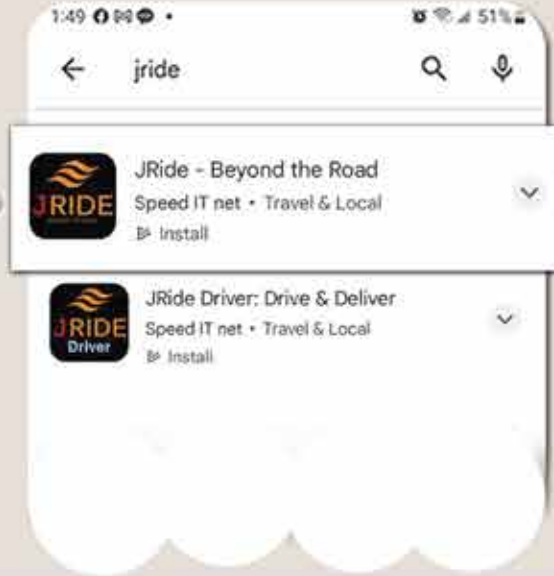 1:49
51%
jride
JRIDE
JRide - Beyond the Road
Speed IT net • Travel & Local
Install
JRIDE
Driver
JRide Driver: Drive & Deliver
Speed IT net • Travel & Local
Install